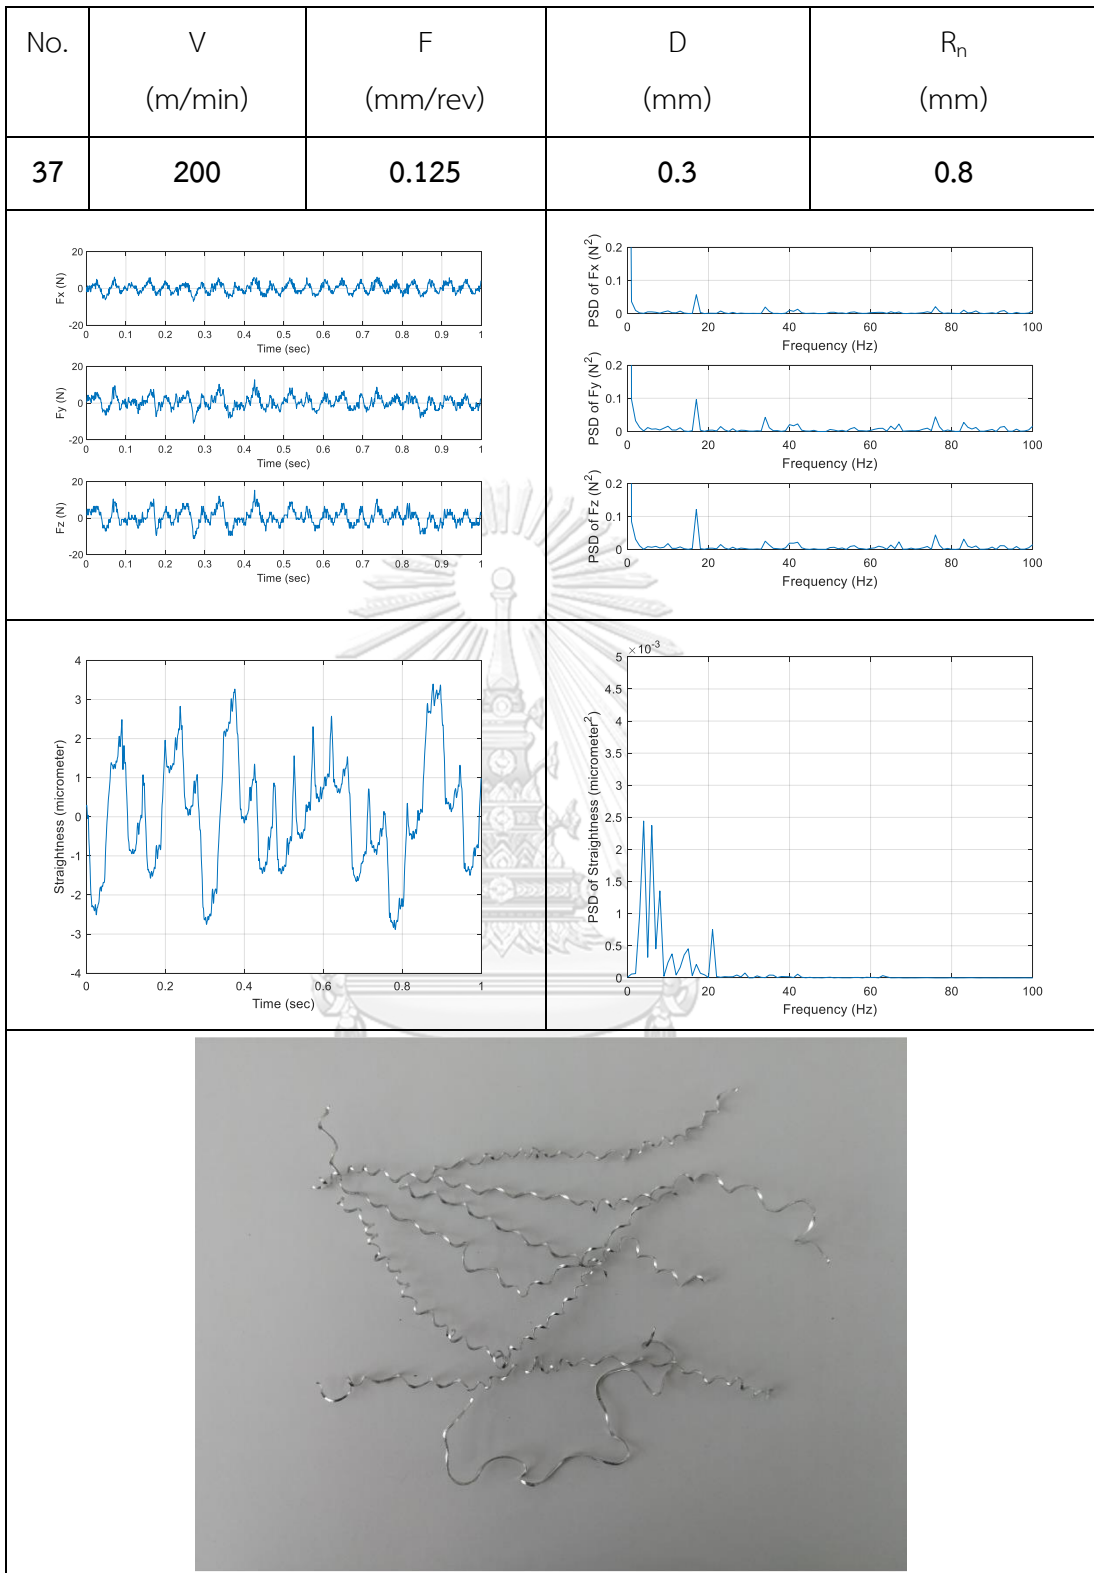 No. V F D Rn
(m/min) (mm/rev) (mm) (mm)
37 200 0.125 0.3 0.8
20
0
-20
Fx (N)
0 0.1 0.2 0.3 0.4 0.5 0.6 0.7 0.8 0.9 1
Time (sec)
20
0
-20
Fy (N)
0 0.1 0.2 0.3 0.4 0.5 0.6 0.7 0.8 0.9 1
Time (sec)
20
0
-20
Fz (N)
0 0.1 0.2 0.3 0.4 0.5 0.6 0.7 0.8 0.9 1
Time (sec)
0.2
0.1
0
PSD of Fx (N²)
0 20 40 60 80 100
Frequency (Hz)
0.2
0.1
0
PSD of Fy (N²)
0 20 40 60 80 100
Frequency (Hz)
0.2
0.1
0
PSD of Fz (N²)
0 20 40 60 80 100
Frequency (Hz)
4
3
2
1
0
-1
-2
-3
-4
Straightness (micrometer)
0 0.2 0.4 0.6 0.8 1
Time (sec)
×10⁻³
5
4.5
4
3.5
3
2.5
2
1.5
1
0.5
0
PSD of Straightness (micrometer²)
0 20 40 60 80 100
Frequency (Hz)